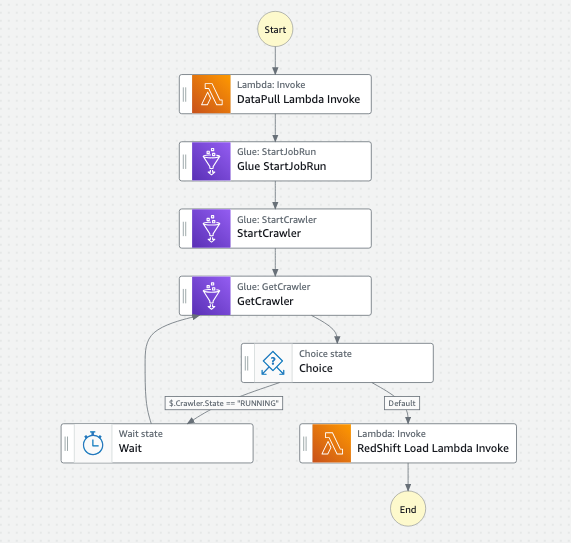 Start
Lambda: Invoke
DataPull Lambda Invoke
Glue: StartJobRun
Glue StartJobRun
Glue: StartCrawler
StartCrawler
Glue: GetCrawler
GetCrawler
Choice state
Choice
$.Crawler.State == "RUNNING"
Default
Wait state
Wait
Lambda: Invoke
RedShift Load Lambda Invoke
End